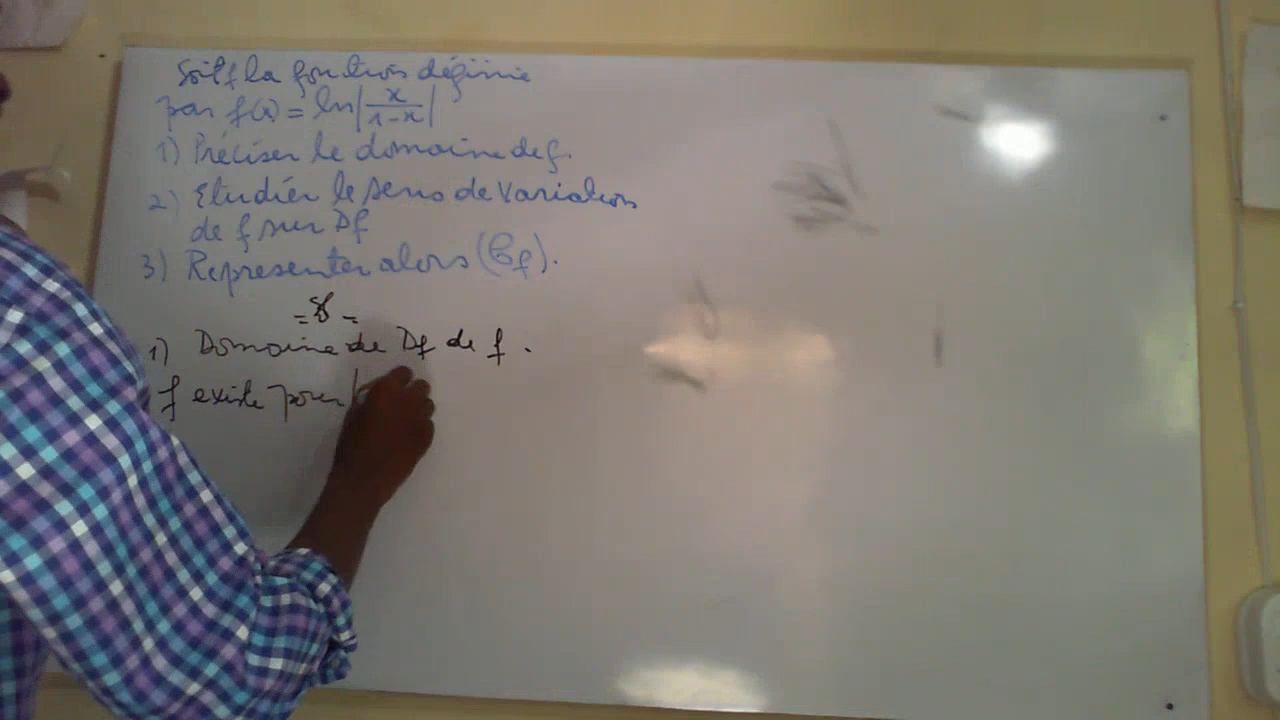 Soit f la fonction définie
par f(x) = ln|x/(1-x)|
1) Préciser le domaine de f.
2) Etudier le sens de variations
de f sur Df
3) Representer alors (Cf).
1) Domaine de Df de f.
f existe pour |